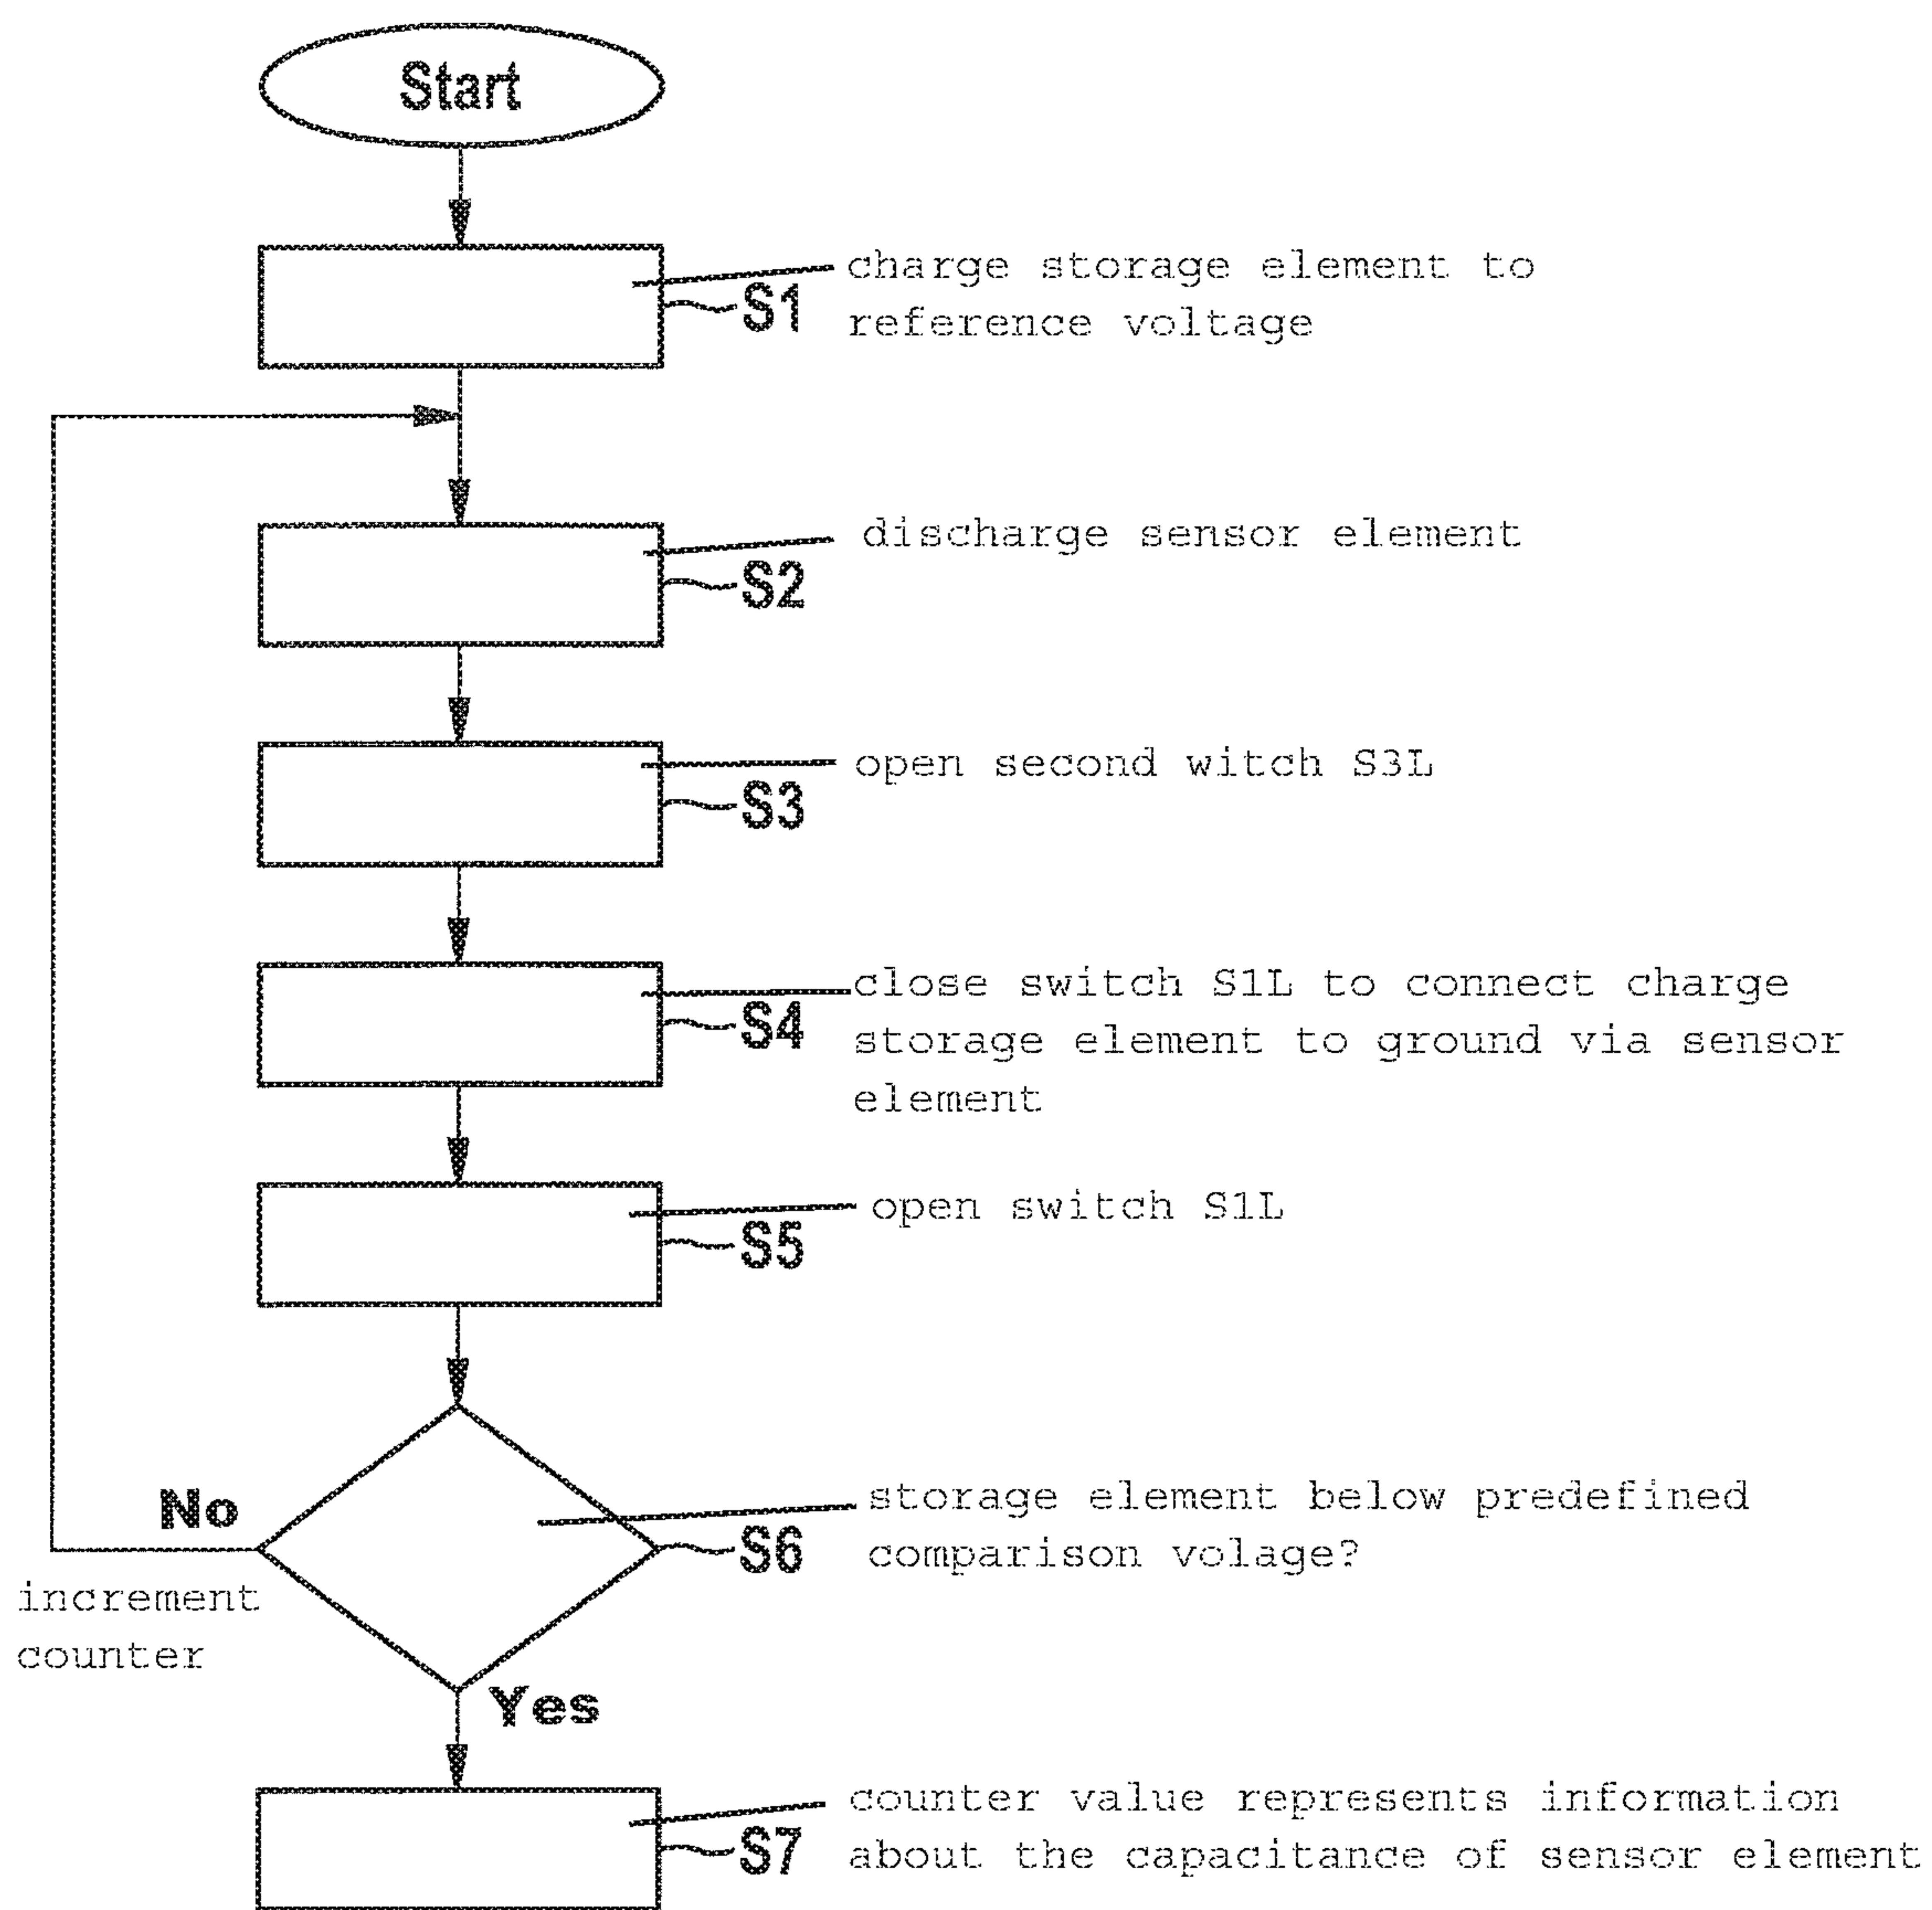 Start
charge storage element to
S1
reference voltage
discharge sensor element
S2
open second witch S3L
S3
close switch S1L to connect charge
S4
storage element to ground via sensor
element
open switch S1L
S5
No
storage element below predefined
S6
comparison volage?
increment
counter
Yes
counter value represents information
S7
about the capacitance of sensor element